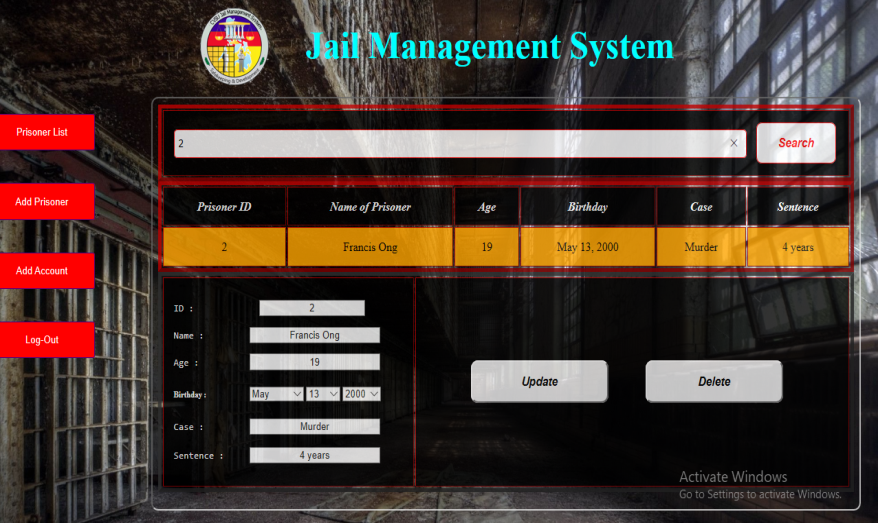 Jail Management System
Prisoner List
Add Prisoner
Add Account
Log-Out
2 × Search
Prisoner ID Name of Prisoner Age Birthday Case Sentence
2 Francis Ong 19 May 13, 2000 Murder 4 years
ID : 2
Name : Francis Ong
Age : 19
Birthday: May 13 2000
Case : Murder
Sentence : 4 years
Update Delete
Activate Windows
Go to Settings to activate Windows.